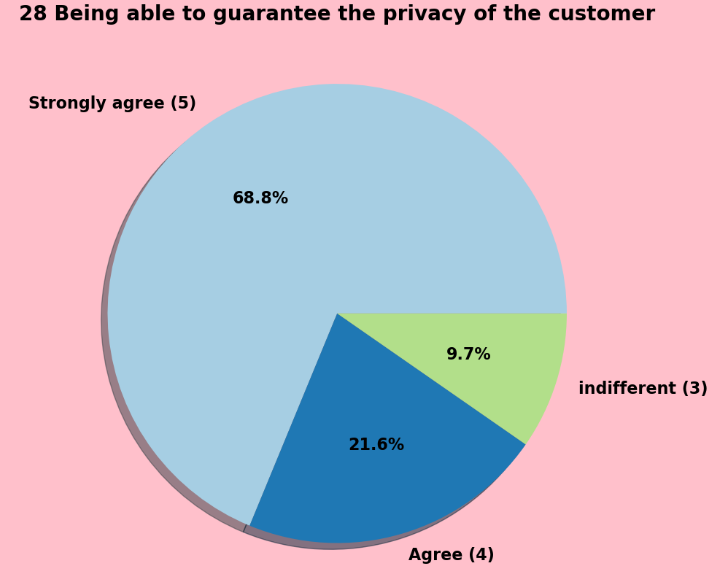 28 Being able to guarantee the privacy of the customer
Strongly agree (5)
68.8%
9.7%
indifferent (3)
21.6%
Agree (4)